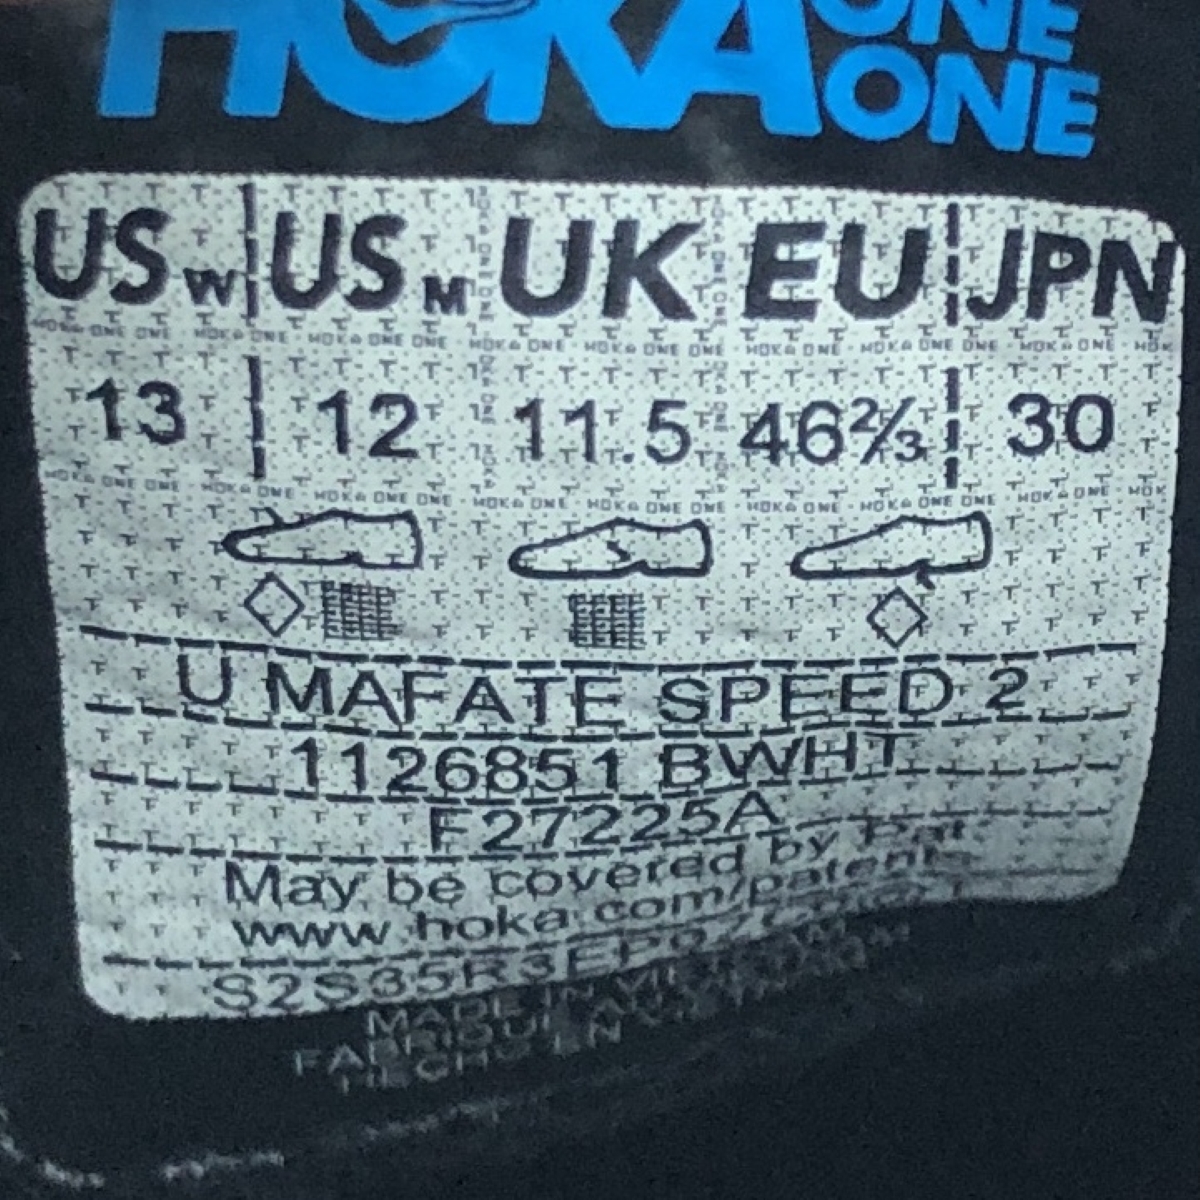 HOKA ONE ONE
USW USM UK EU JPN
13 12 11.5 46⅔ 30
U MAFATE SPEED 2
1126851 BWHT
F27225A
May be covered by Pat
www.hoka.com/patents
S2S35R3EP07
MADE IN VIETNAM